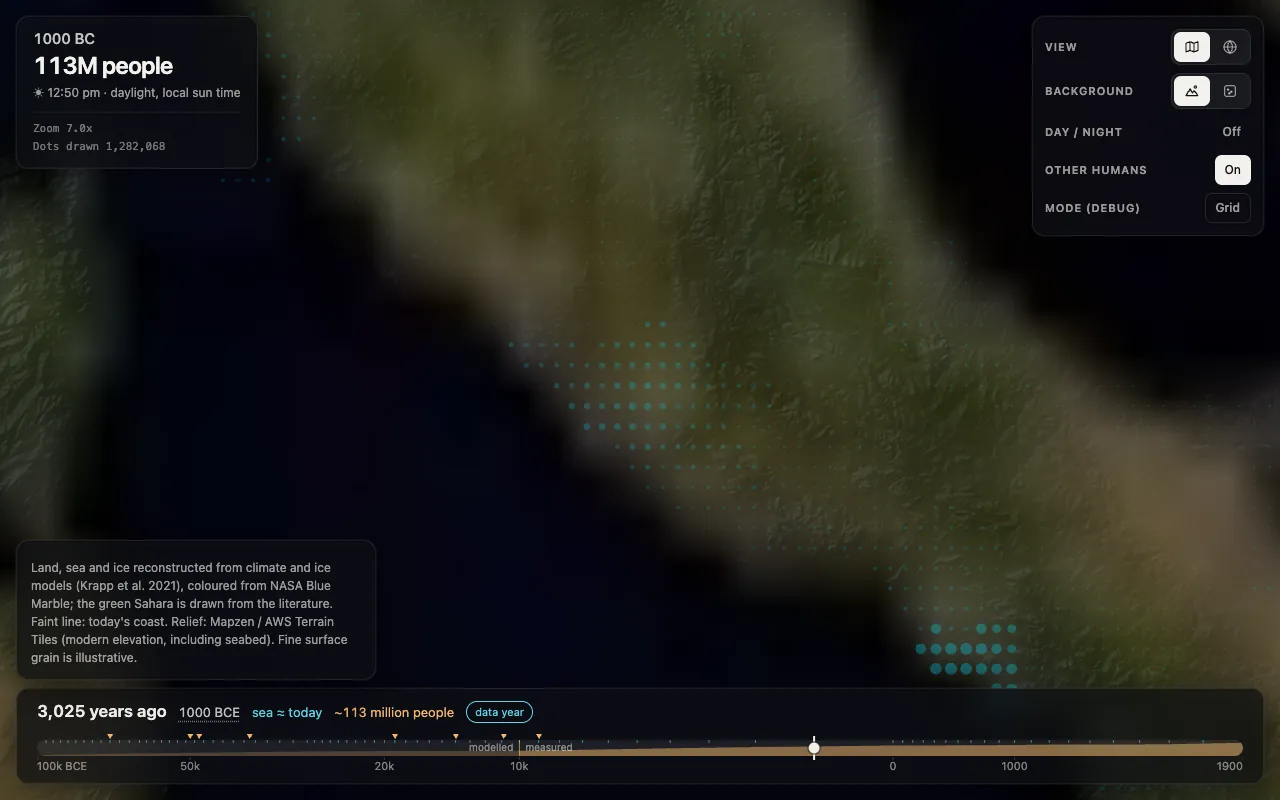 1000 BC
113M people
☀ 12:50 pm · daylight, local sun time
Zoom 7.0x
Dots drawn 1,282,068
VIEW
BACKGROUND
DAY / NIGHT Off
OTHER HUMANS On
MODE (DEBUG) Grid
Land, sea and ice reconstructed from climate and ice
models (Krapp et al. 2021), coloured from NASA Blue
Marble; the green Sahara is drawn from the literature.
Faint line: today's coast. Relief: Mapzen / AWS Terrain
Tiles (modern elevation, including seabed). Fine surface
grain is illustrative.
3,025 years ago 1000 BCE sea ≈ today ~113 million people data year
modelled measured
100k BCE 50k 20k 10k 0 1000 1900